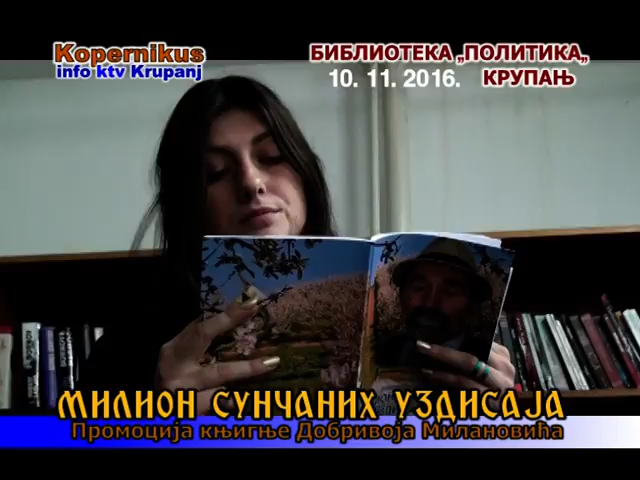 Kopernikus
info ktv Krupanj
БИБЛИОТЕКА „ПОЛИТИКА„
10. 11. 2016. КРУПАЊ
МИЛИОН СУНЧАНИХ УЗДИСАЈА
Промоција књигње Добривоја Милановића